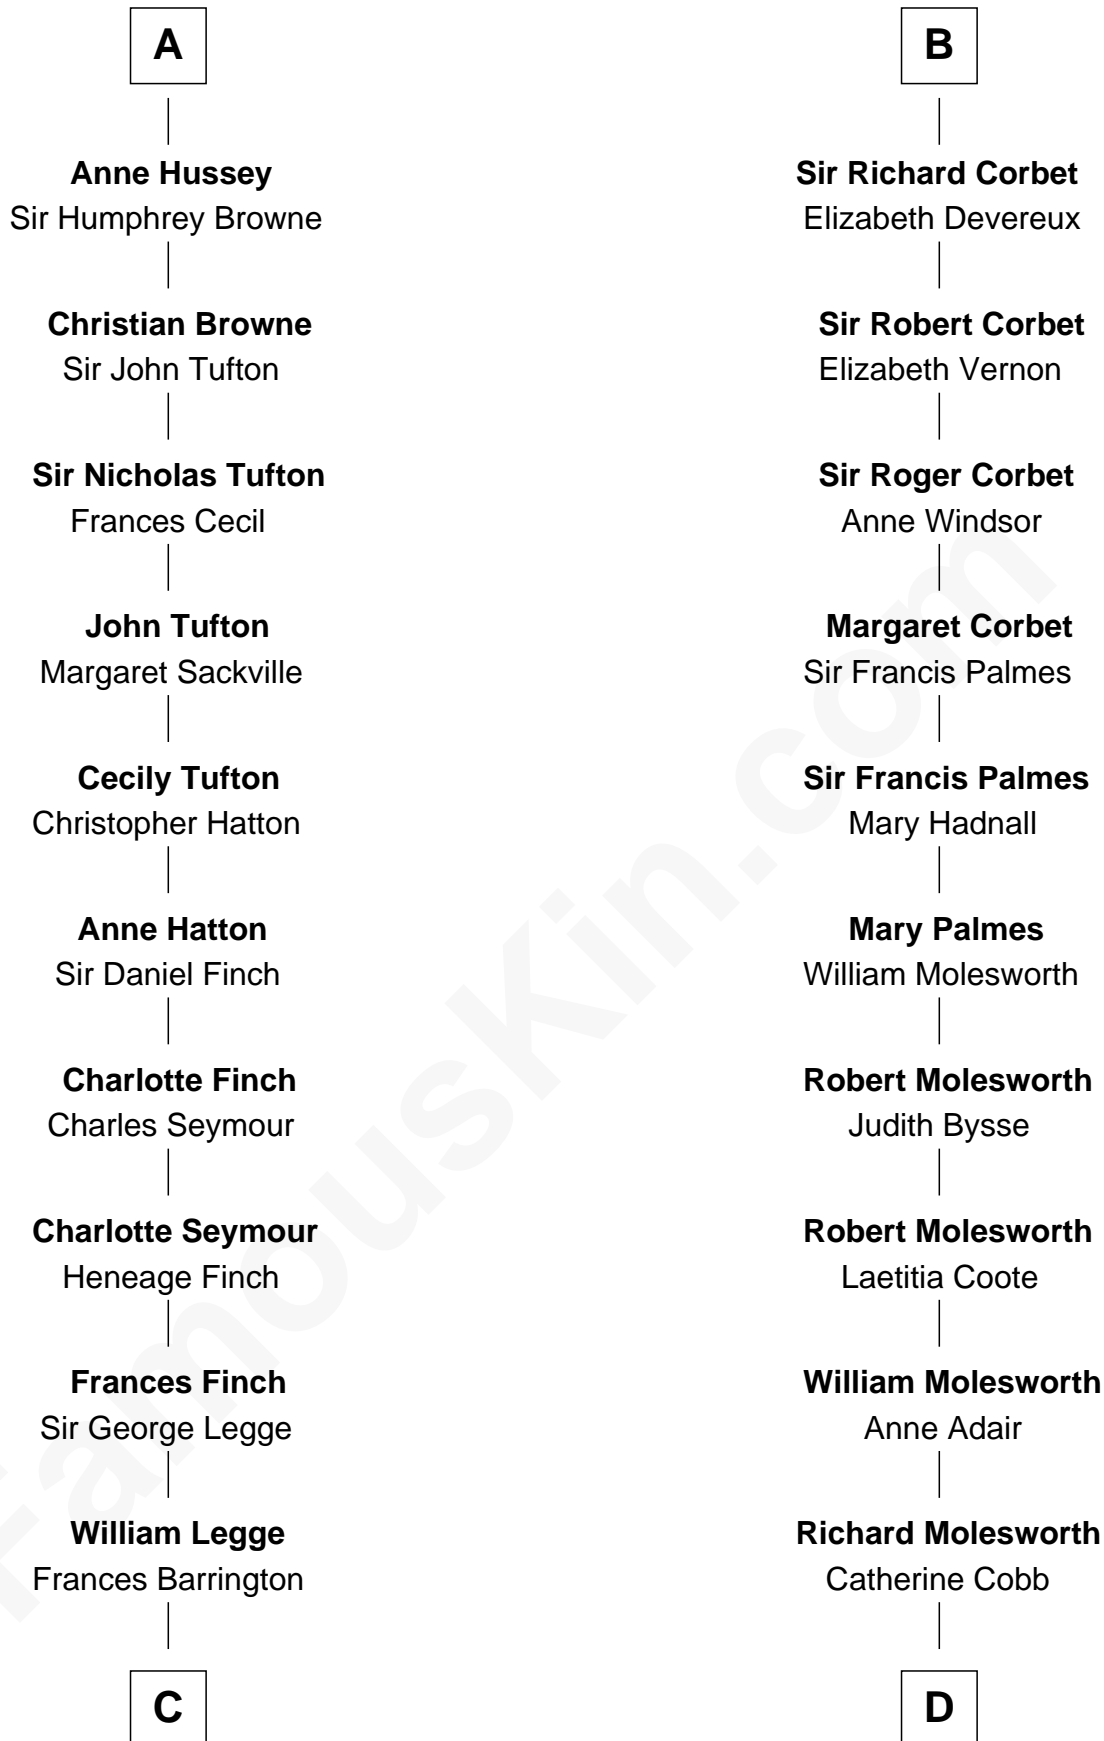 A
Anne Hussey
Sir Humphrey Browne
Christian Browne
Sir John Tufton
Sir Nicholas Tufton
Frances Cecil
John Tufton
Margaret Sackville
Cecily Tufton
Christopher Hatton
Anne Hatton
Sir Daniel Finch
Charlotte Finch
Charles Seymour
Charlotte Seymour
Heneage Finch
Frances Finch
Sir George Legge
William Legge
Frances Barrington
C
B
Sir Richard Corbet
Elizabeth Devereux
Sir Robert Corbet
Elizabeth Vernon
Sir Roger Corbet
Anne Windsor
Margaret Corbet
Sir Francis Palmes
Sir Francis Palmes
Mary Hadnall
Mary Palmes
William Molesworth
Robert Molesworth
Judith Bysse
Robert Molesworth
Laetitia Coote
William Molesworth
Anne Adair
Richard Molesworth
Catherine Cobb
D
FamousKin.com